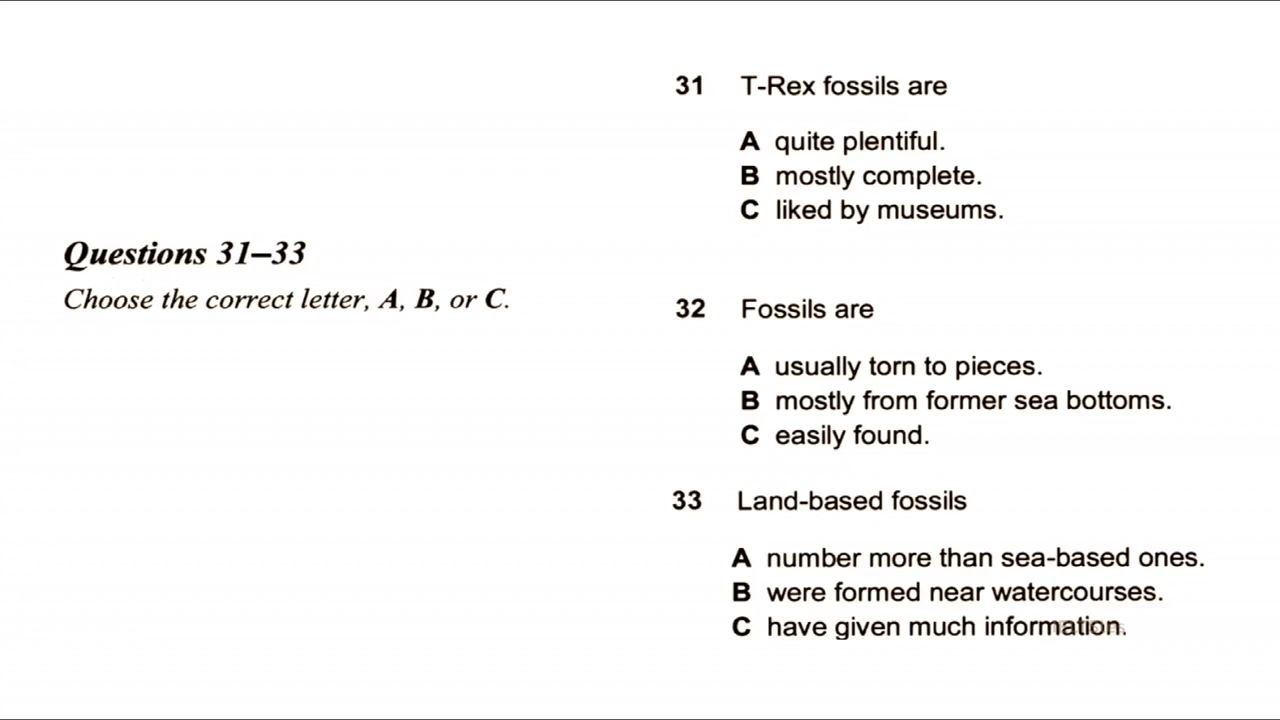 Questions 31–33
Choose the correct letter, A, B, or C.
31 T-Rex fossils are
A quite plentiful.
B mostly complete.
C liked by museums.
32 Fossils are
A usually torn to pieces.
B mostly from former sea bottoms.
C easily found.
33 Land-based fossils
A number more than sea-based ones.
B were formed near watercourses.
C have given much information.